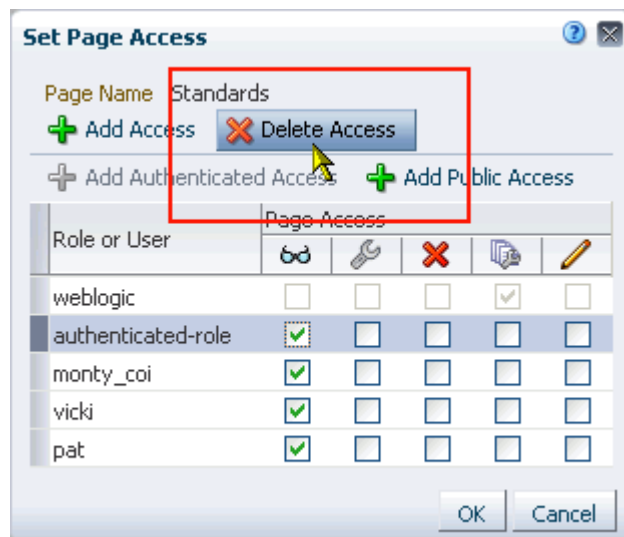 Set Page Access
Page Name Standards
Add Access Delete Access
Add Authenticated Access Add Public Access
Role or User Page Access
weblogic
authenticated-role
monty_coi
vicki
pat
OK Cancel